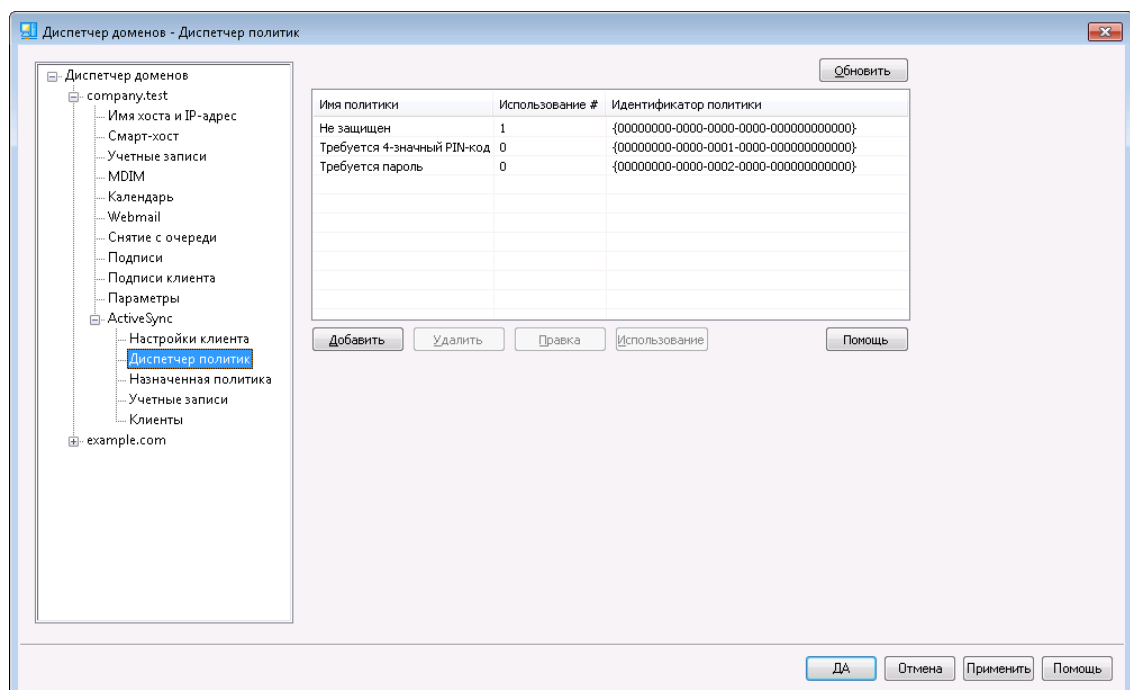 Диспетчер доменов - Диспетчер политик
Диспетчер доменов
company.test
Имя хоста и IP-адрес
Смарт-хост
Учетные записи
MDIM
Календарь
Webmail
Снятие с очереди
Подписи
Подписи клиента
Параметры
ActiveSync
Настройки клиента
Диспетчер политик
Назначенная политика
Учетные записи
Клиенты
example.com
Обновить
Имя политики Использование # Идентификатор политики
Не защищен 1 {00000000-0000-0000-0000-000000000000}
Требуется 4-значный PIN-код 0 {00000000-0000-0001-0000-000000000000}
Требуется пароль 0 {00000000-0000-0002-0000-000000000000}
Добавить Удалить Правка Использование Помощь
ДА Отмена Применить Помощь